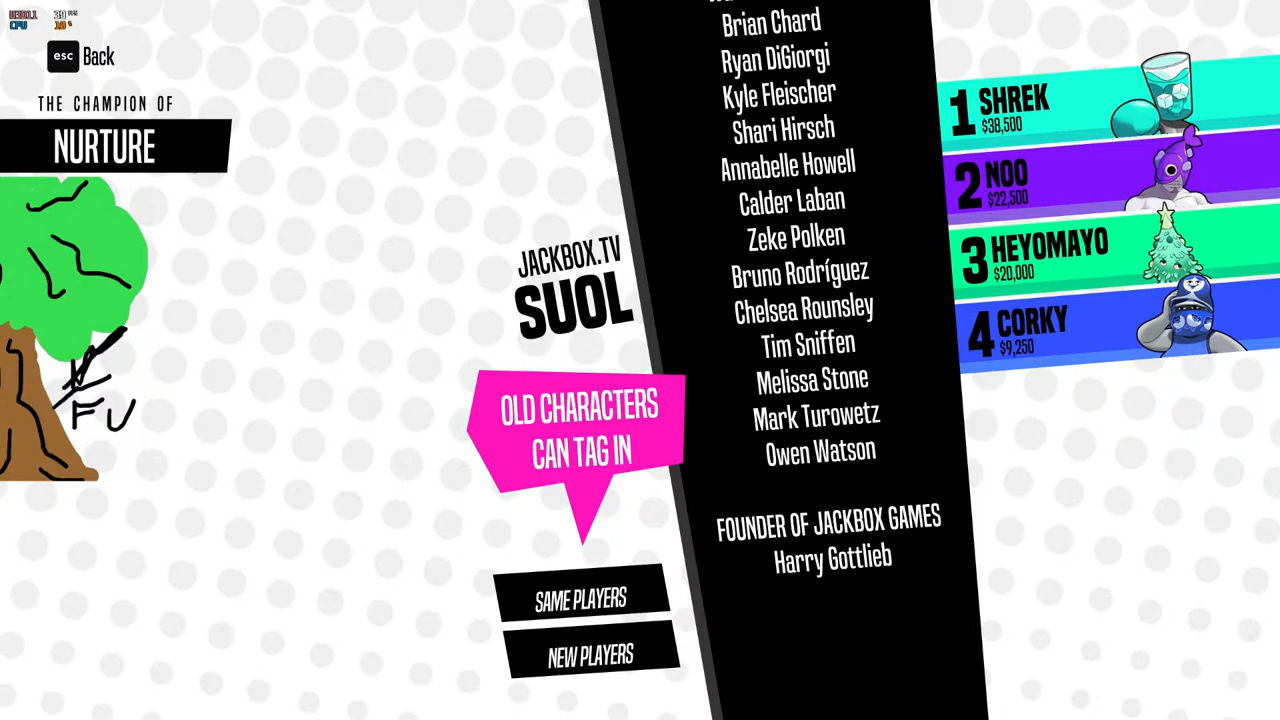 39 FPS
CPU
esc Back
THE CHAMPION OF
NURTURE
FU
JACKBOX.TV
SUOL
OLD CHARACTERS
CAN TAG IN
SAME PLAYERS
NEW PLAYERS
Brian Chard
Ryan DiGiorgi
Kyle Fleischer
Shari Hirsch
Annabelle Howell
Calder Laban
Zeke Polken
Bruno Rodríguez
Chelsea Rounsley
Tim Sniffen
Melissa Stone
Mark Turowetz
Owen Watson
FOUNDER OF JACKBOX GAMES
Harry Gottlieb
1 SHREK
$38,500
2 NOO
$22,500
3 HEYOMAYO
$20,000
4 CORKY
$9,250